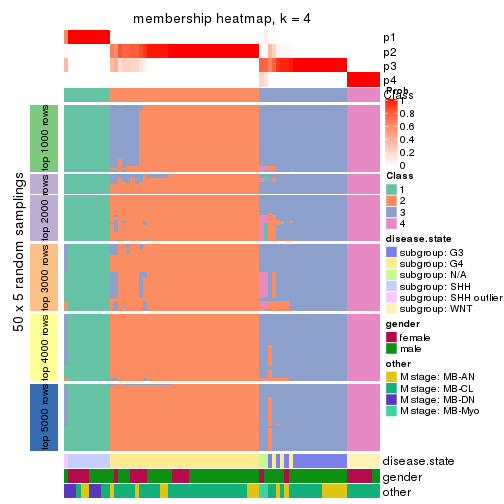 membership heatmap, k = 4
p1
p2
p3
p4
Class
Prob
0.8
0.6
0.4
0.2
0
Class
1
2
3
4
disease.state
subgroup: G3
subgroup: G4
subgroup: N/A
subgroup: SHH
subgroup: SHH outlier
subgroup: WNT
gender
female
male
other
M stage: MB-AN
M stage: MB-CL
M stage: MB-DN
M stage: MB-Myo
50 x 5 random samplings
top 1000 rows
top 2000 rows
top 3000 rows
top 4000 rows
top 5000 rows
disease.state
gender
other